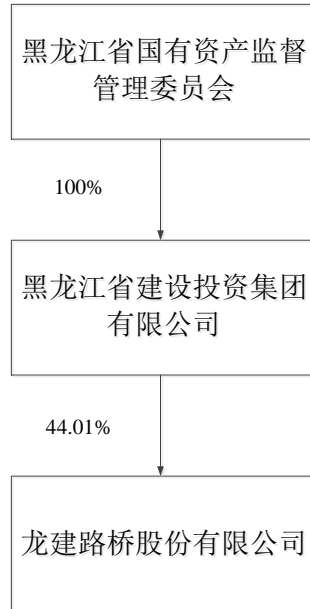 黑龙江省国有资产监督
管理委员会
100%
黑龙江省建设投资集团
有限公司
44.01%
龙建路桥股份有限公司